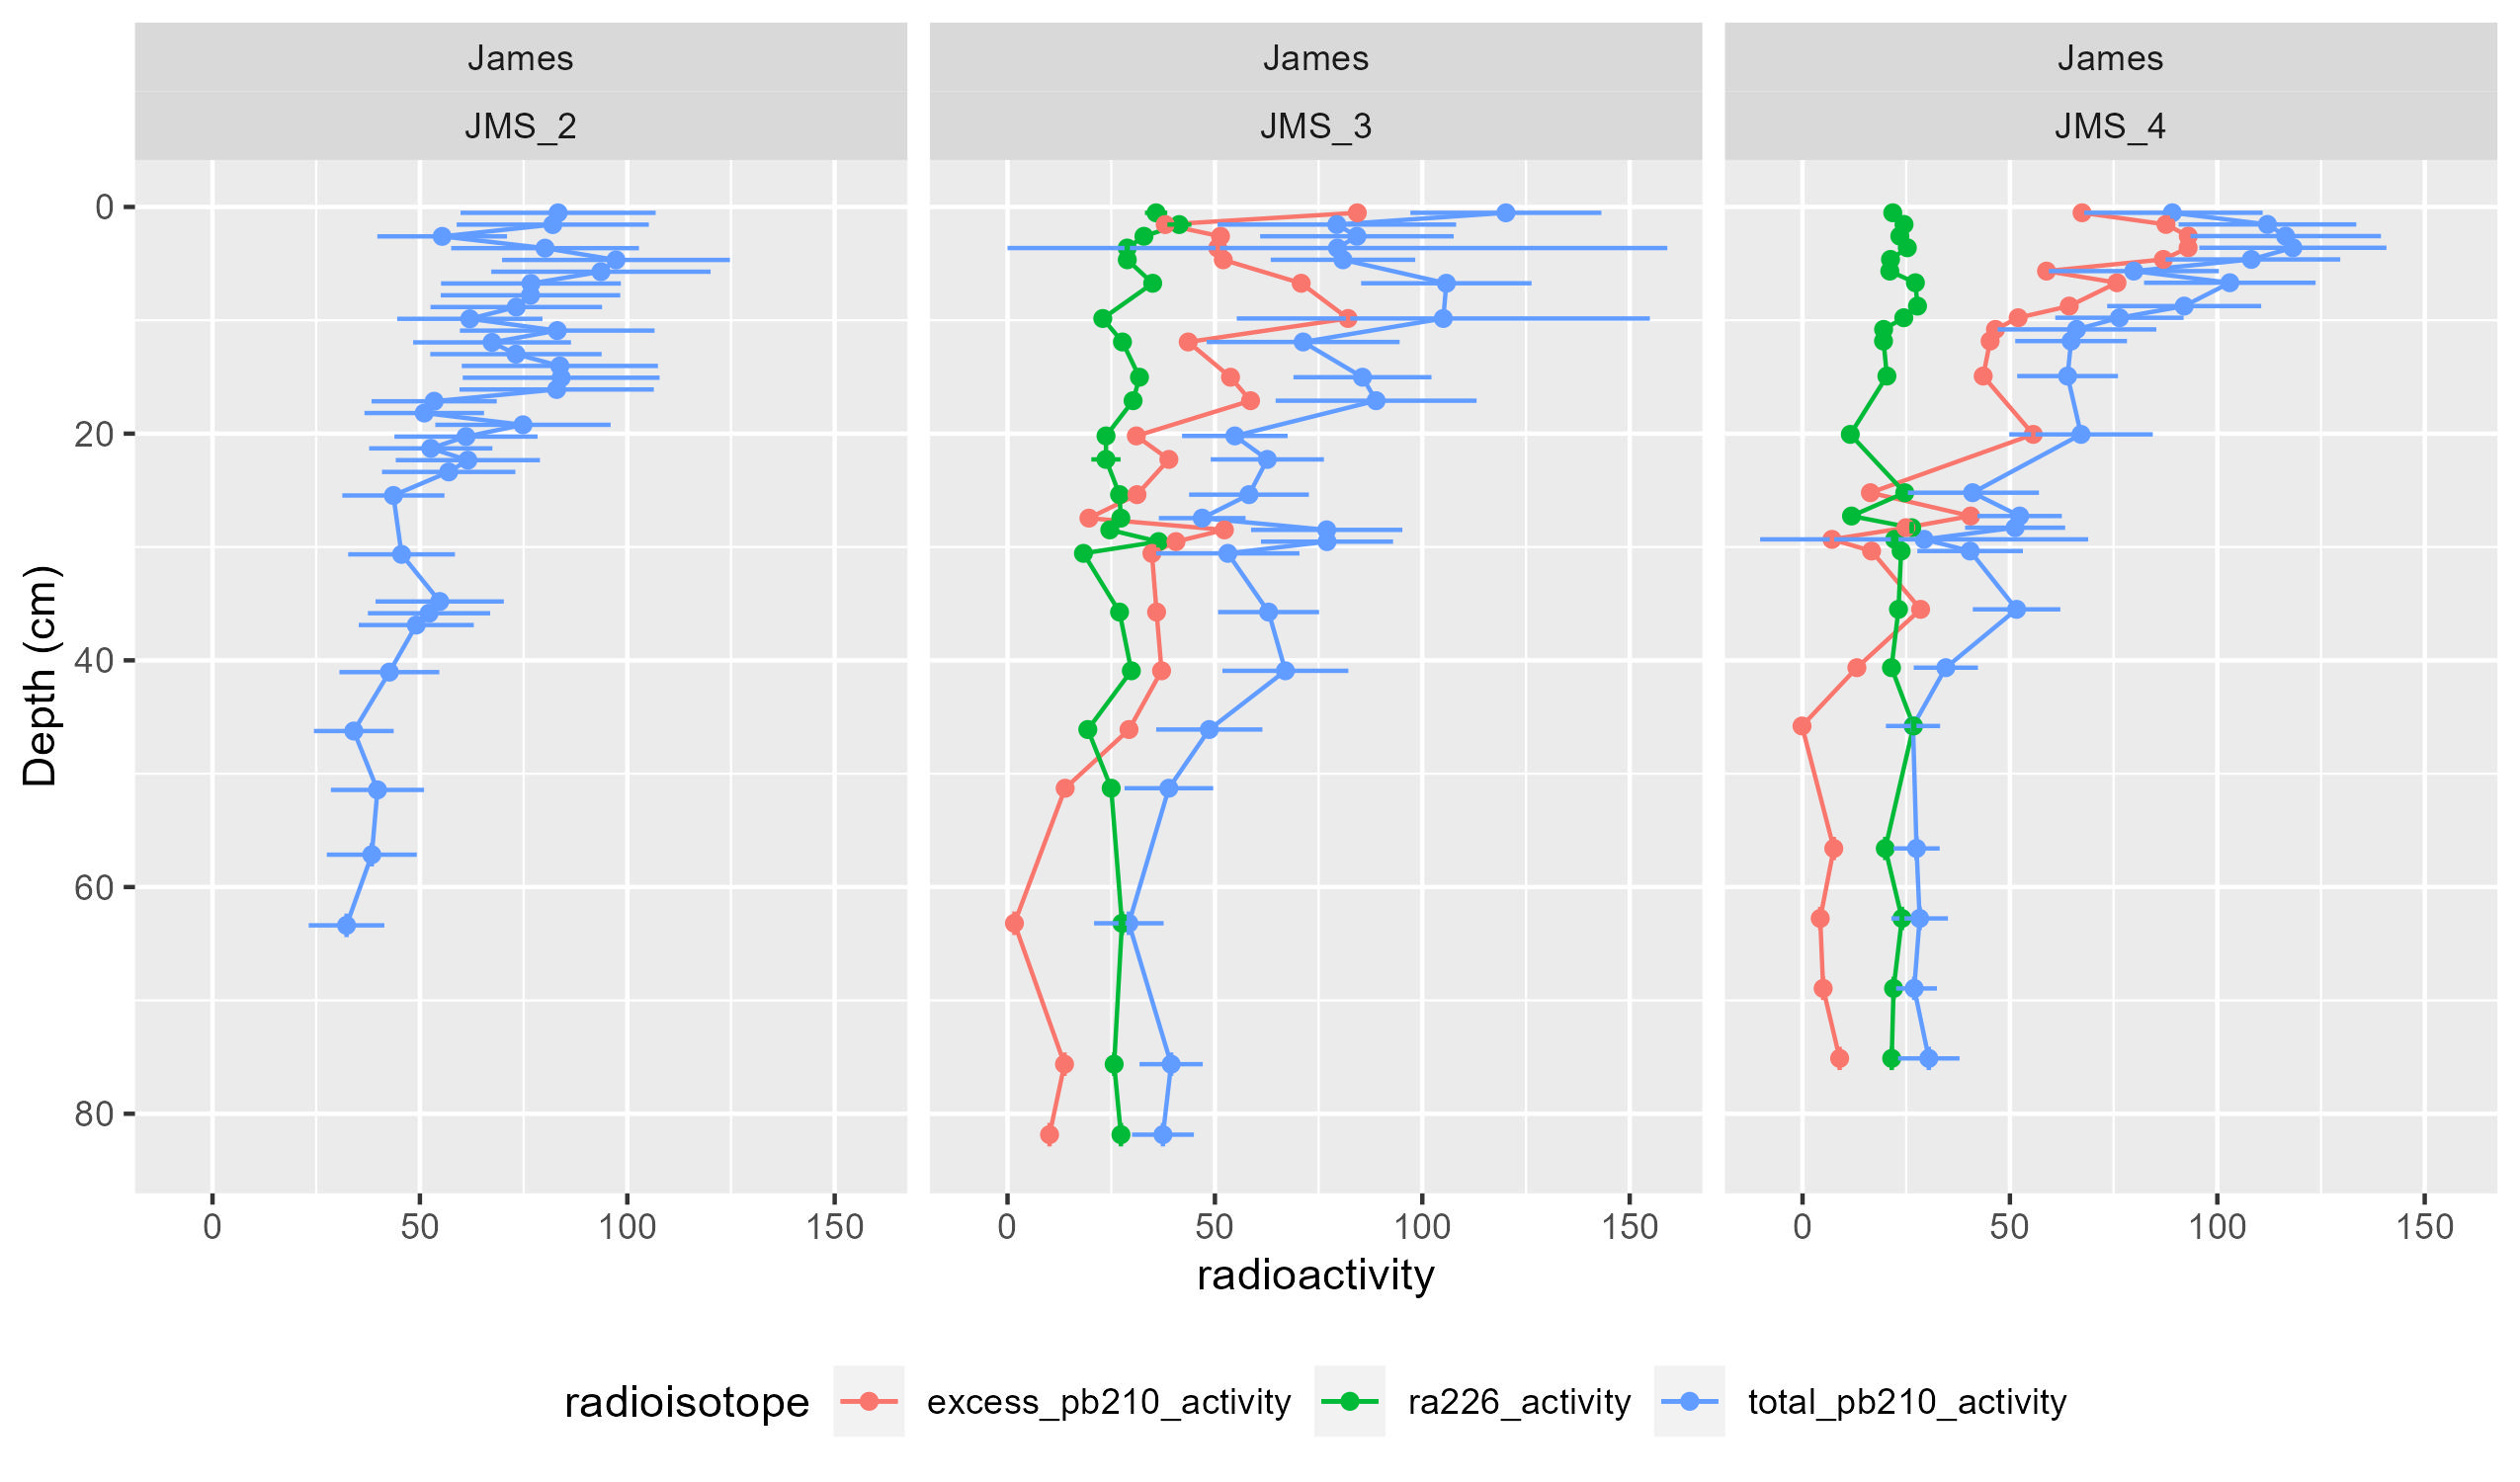 James James James
JMS_2 JMS_3 JMS_4
0
20
40
60
80
Depth (cm)
0 50 100 150 0 50 100 150 0 50 100 150
radioactivity
radioisotope excess_pb210_activity ra226_activity total_pb210_activity